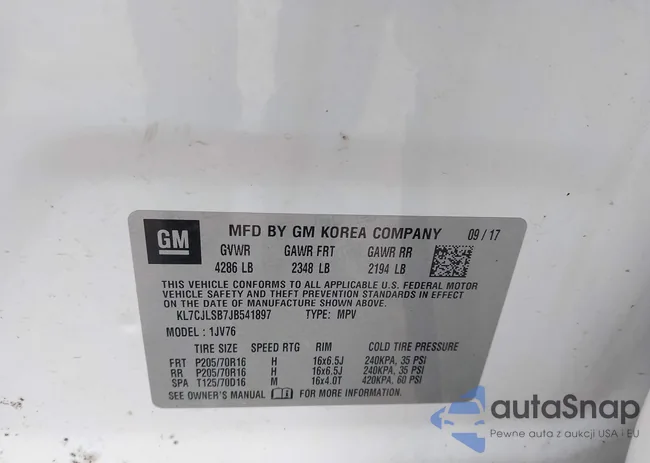 GM MFD BY GM KOREA COMPANY 09/17
GVWR GAWR FRT GAWR RR
4286 LB 2348 LB 2194 LB
THIS VEHICLE CONFORMS TO ALL APPLICABLE U.S. FEDERAL MOTOR
VEHICLE SAFETY AND THEFT PREVENTION STANDARDS IN EFFECT
ON THE DATE OF MANUFACTURE SHOWN ABOVE.
KL7CJLSB7JB541897 TYPE: MPV
MODEL: 1JV76
TIRE SIZE SPEED RTG RIM COLD TIRE PRESSURE
FRT P205/70R16 H 16x6.5J 240KPA, 35 PSI
RR P205/70R16 H 16x6.5J 240KPA, 35 PSI
SPA T125/70D16 M 16x4.0T 420KPA, 60 PSI
SEE OWNER'S MANUAL FOR MORE INFORMATION.
autaSnap
Pewne auta z aukcji USA i EU